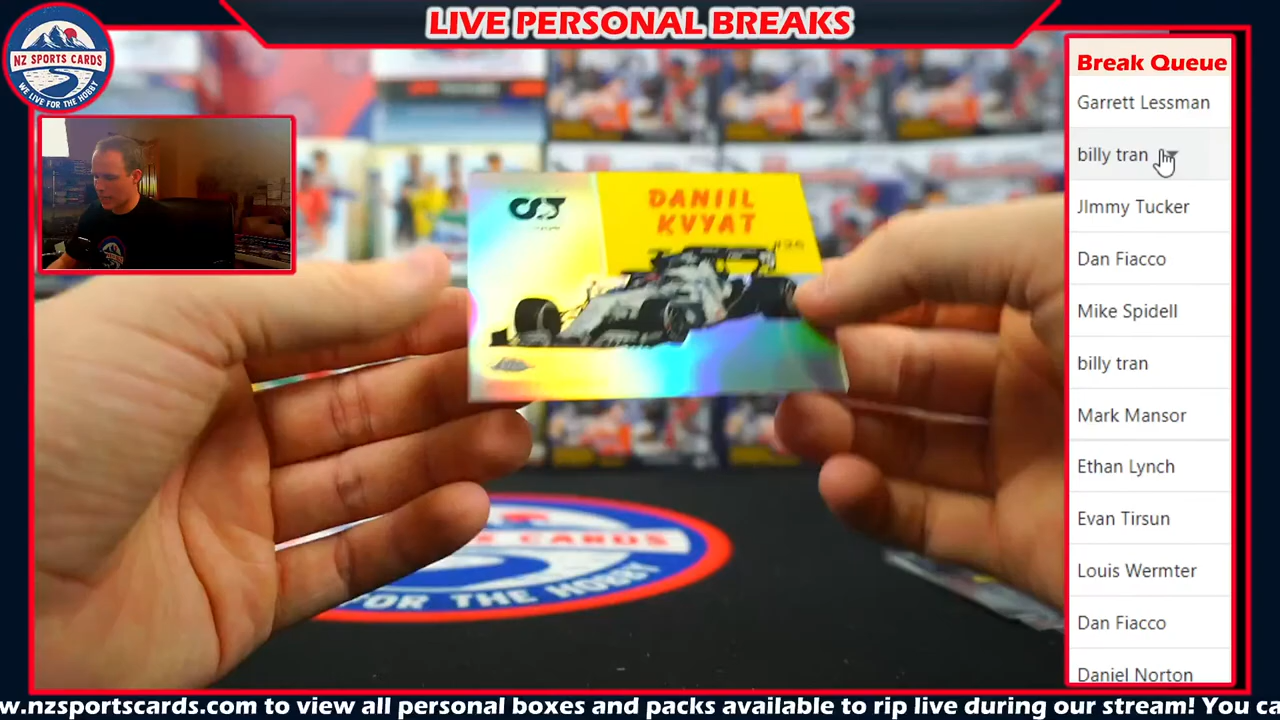 LIVE PERSONAL BREAKS
NZ SPORTS CARDS
WE LIVE FOR THE HOBBY
Break Queue
Garrett Lessman
billy tran
JImmy Tucker
Dan Fiacco
Mike Spidell
billy tran
Mark Mansor
Ethan Lynch
Evan Tirsun
Louis Wermter
Dan Fiacco
Daniel Norton
DANIIL
KVYAT
#26
CARDS
FOR THE HOBBY
w.nzsportscards.com to view all personal boxes and packs available to rip live during our stream! You ca